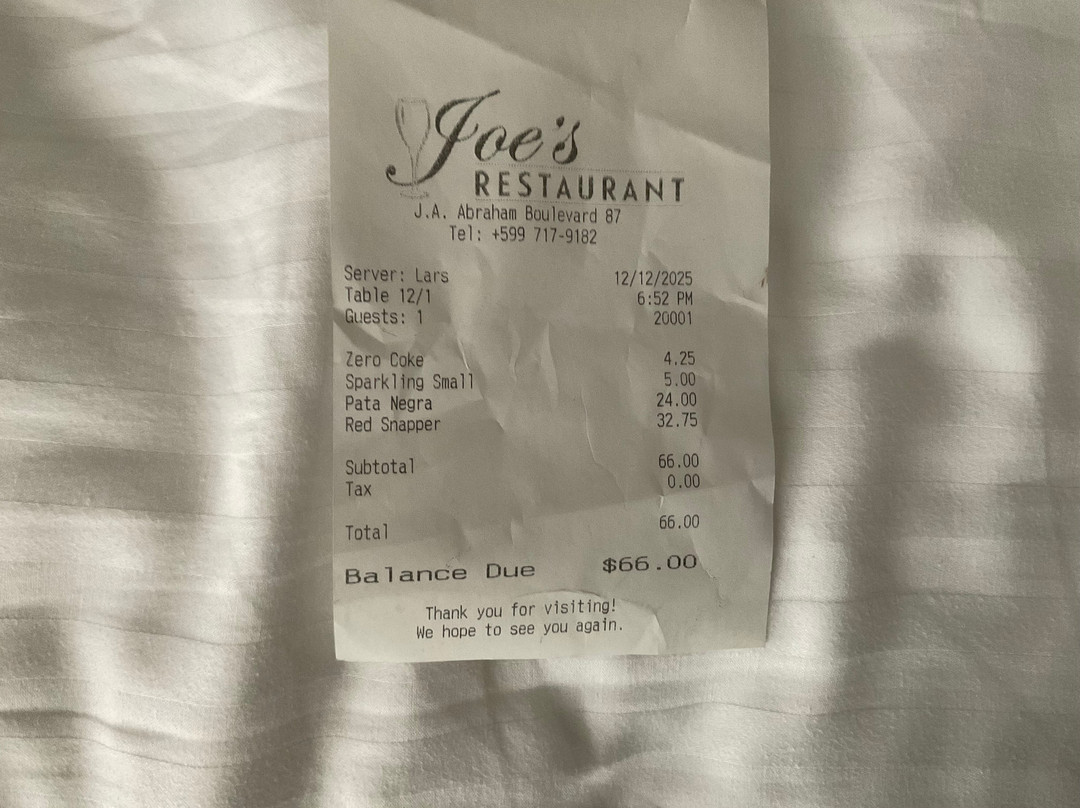 Joe's
RESTAURANT
J.A. Abraham Boulevard 87
Tel: +599 717-9182
Server: Lars 12/12/2025
Table 12/1 6:52 PM
Guests: 1 20001
Zero Coke 4.25
Sparkling Small 5.00
Pata Negra 24.00
Red Snapper 32.75
Subtotal 66.00
Tax 0.00
Total 66.00
Balance Due $66.00
Thank you for visiting!
We hope to see you again.